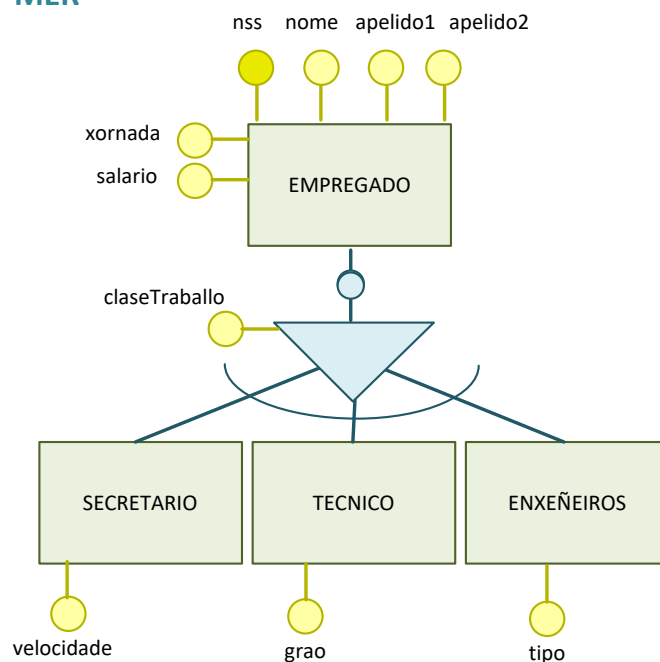 MER
nss nome apelido1 apelido2
xornada
salario
EMPREGADO
claseTraballo
SECRETARIO TECNICO ENXEÑEIROS
velocidade grao tipo